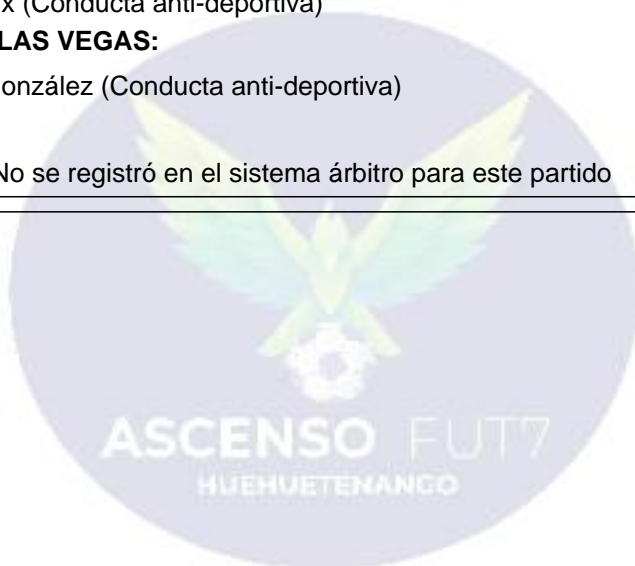 x (Conducta anti-deportiva)
LAS VEGAS:
onzález (Conducta anti-deportiva)
No se registró en el sistema árbitro para este partido
ASCENSO FUT7
HUEHUETENANGO